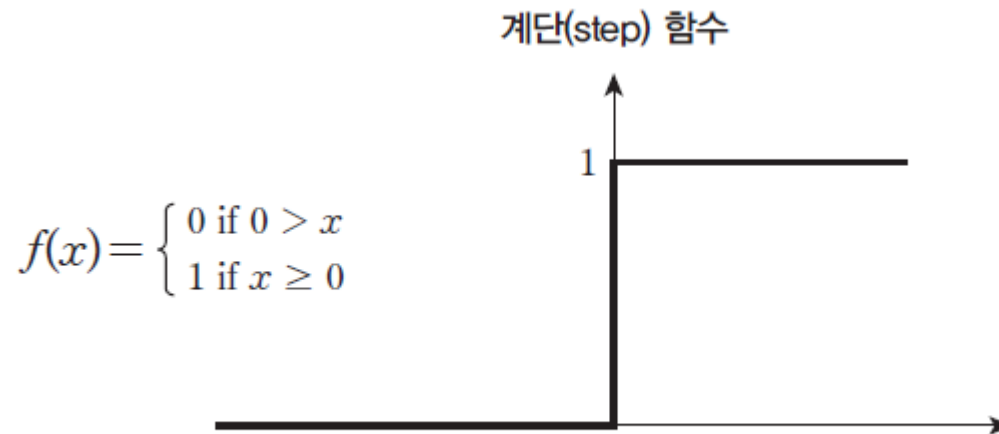 계단(step) 함수
1
f(x)= { 0 if 0 > x
1 if x ≥ 0